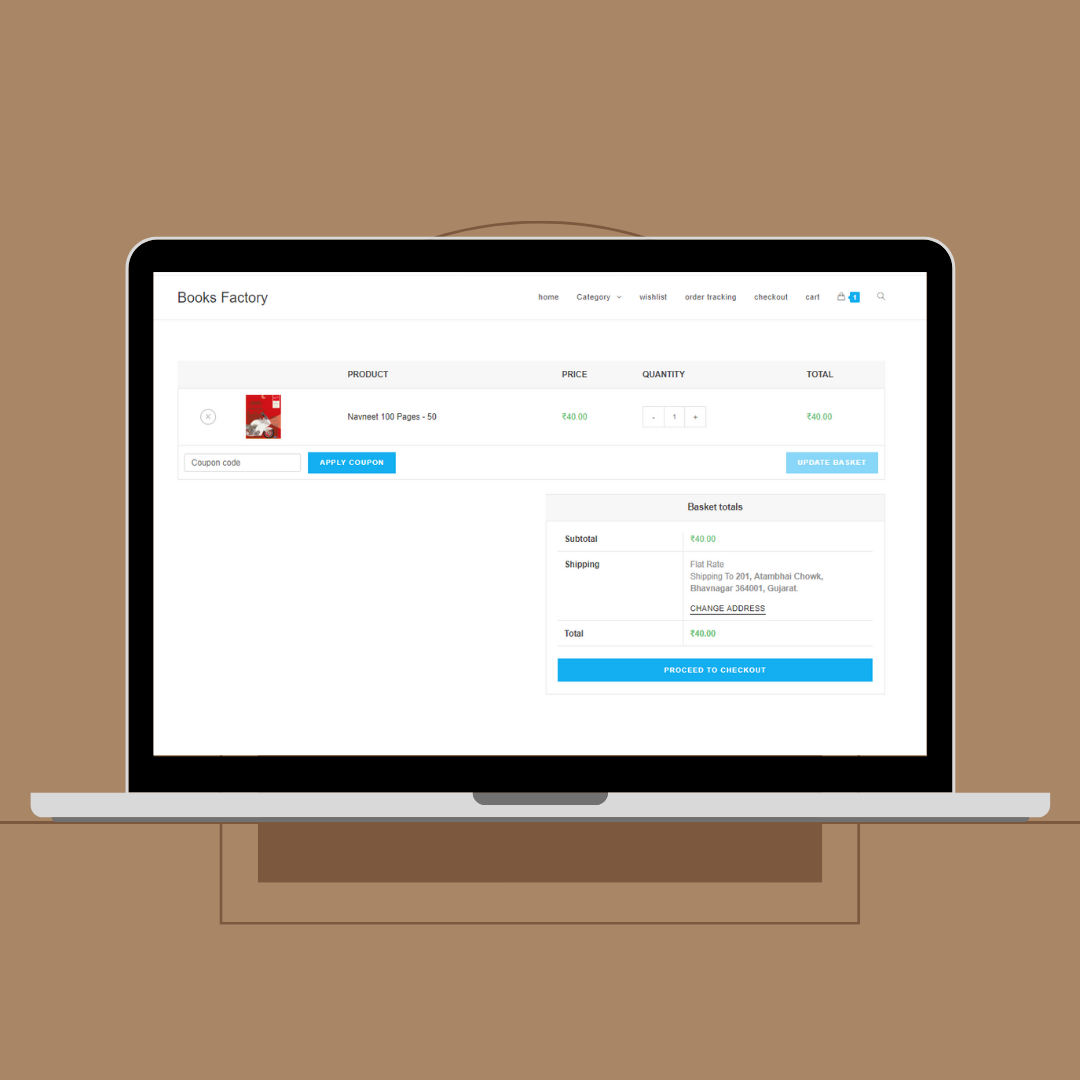 Books Factory
home Category wishlist order tracking checkout cart 1
PRODUCT PRICE QUANTITY TOTAL
Navneet 100 Pages - 50 ₹40.00 - 1 + ₹40.00
Coupon code APPLY COUPON UPDATE BASKET
Basket totals
Subtotal ₹40.00
Shipping Flat Rate
Shipping To 201, Atambhai Chowk,
Bhavnagar 364001, Gujarat.
CHANGE ADDRESS
Total ₹40.00
PROCEED TO CHECKOUT